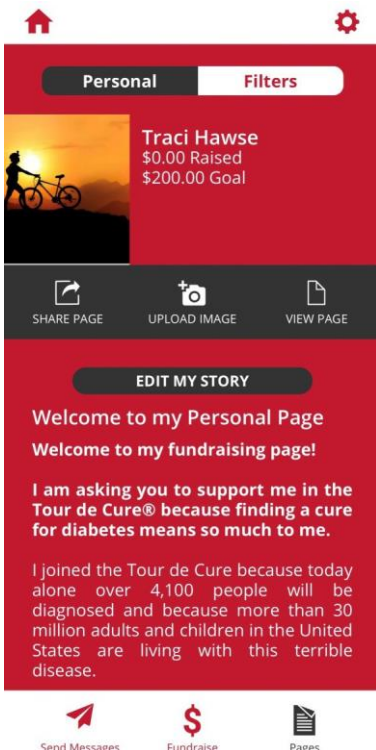 Personal
Filters
Traci Hawse
$0.00 Raised
$200.00 Goal
SHARE PAGE
UPLOAD IMAGE
VIEW PAGE
EDIT MY STORY
Welcome to my Personal Page
Welcome to my fundraising page!
I am asking you to support me in the
Tour de Cure® because finding a cure
for diabetes means so much to me.
I joined the Tour de Cure because today
alone over 4,100 people will be
diagnosed and because more than 30
million adults and children in the United
States are living with this terrible
disease.
Send Messages
Fundraise
Pages